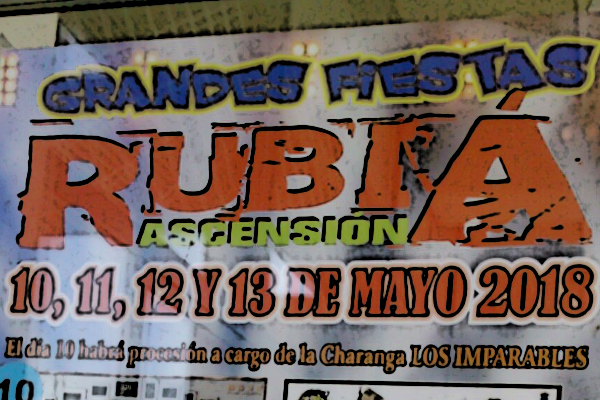 GRANDES FIESTAS
RUBIÁ
ASCENSIÓN
10, 11, 12 Y 13 DE MAYO 2018
El día 10 habrá procesión a cargo de la Charanga LOS IMPARABLES
10